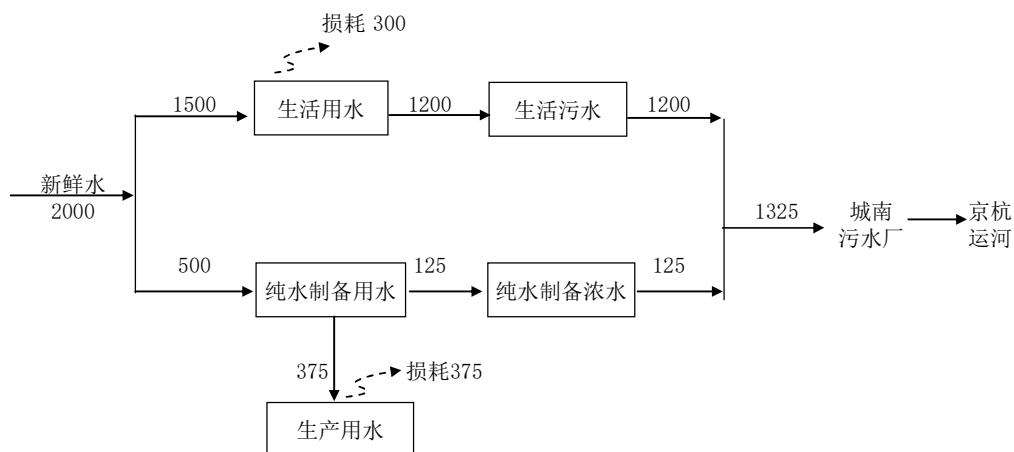 损耗 300
1500
生活用水
1200
生活污水
1200
新鲜水
2000
1325
城南
污水厂
京杭
运河
500
纯水制备用水
125
纯水制备浓水
125
375
损耗375
生产用水